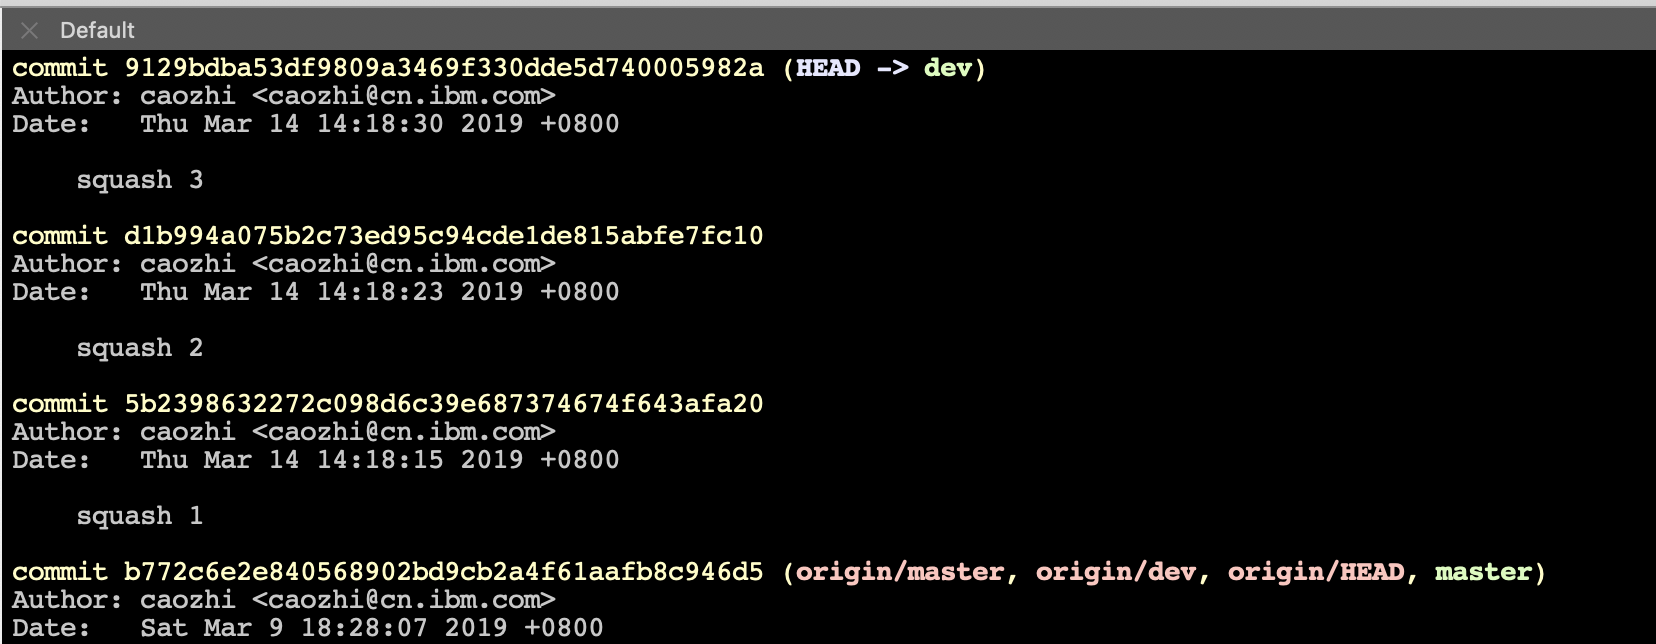 Default
commit 9129bdba53df9809a3469f330dde5d740005982a (HEAD -> dev)
Author: caozhi <caozhi@cn.ibm.com>
Date:   Thu Mar 14 14:18:30 2019 +0800
squash 3
commit d1b994a075b2c73ed95c94cde1de815abfe7fc10
Author: caozhi <caozhi@cn.ibm.com>
Date:   Thu Mar 14 14:18:23 2019 +0800
squash 2
commit 5b2398632272c098d6c39e687374674f643afa20
Author: caozhi <caozhi@cn.ibm.com>
Date:   Thu Mar 14 14:18:15 2019 +0800
squash 1
commit b772c6e2e840568902bd9cb2a4f61aafb8c946d5 (origin/master, origin/dev, origin/HEAD, master)
Author: caozhi <caozhi@cn.ibm.com>
Date:   Sat Mar 9 18:28:07 2019 +0800